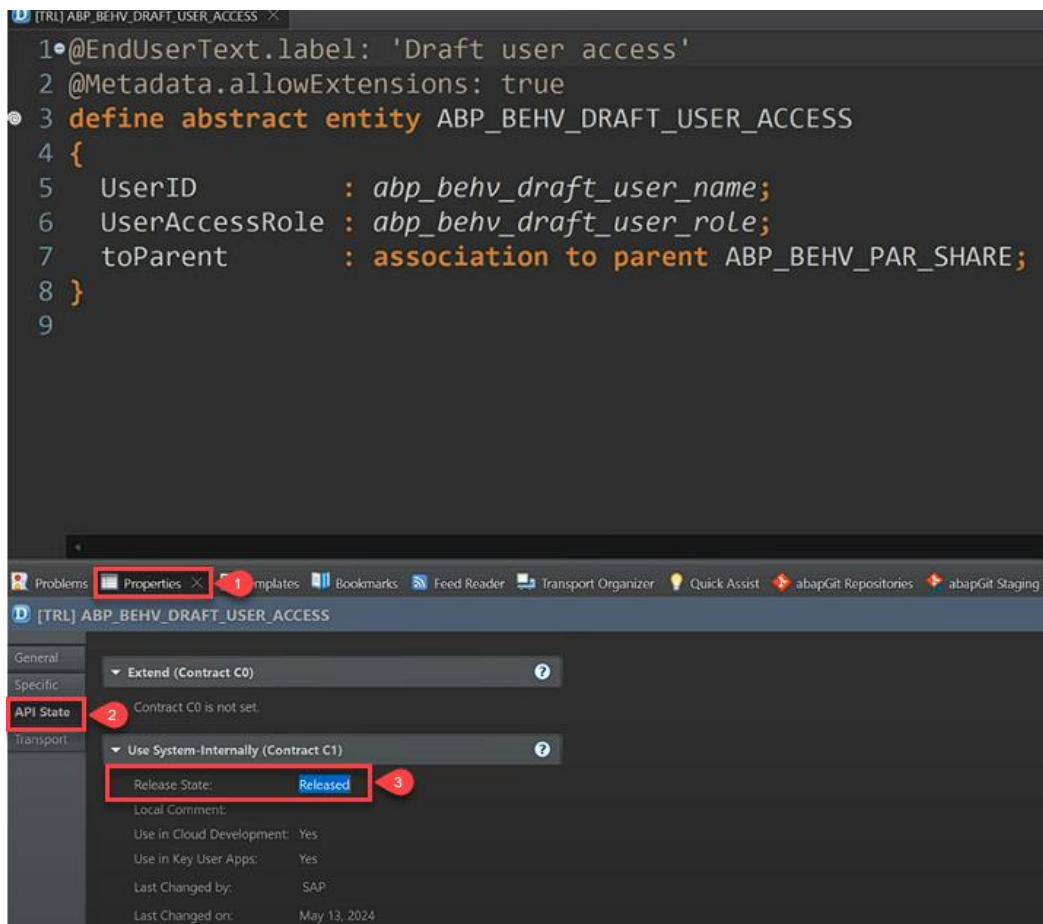 [TRL] ABP_BEHV_DRAFT_USER_ACCESS
1 @EndUserText.label: 'Draft user access'
2 @Metadata.allowExtensions: true
3 define abstract entity ABP_BEHV_DRAFT_USER_ACCESS
4 {
5 UserID : abp_behv_draft_user_name;
6 UserAccessRole : abp_behv_draft_user_role;
7 toParent : association to parent ABP_BEHV_PAR_SHARE;
8 }
9
Problems Properties 1 mplates Bookmarks Feed Reader Transport Organizer Quick Assist abapGit Repositories abapGit Staging
[TRL] ABP_BEHV_DRAFT_USER_ACCESS
General
Extend (Contract C0)
Specific
API State 2 Contract C0 is not set.
Transport
Use System-Internally (Contract C1)
Release State: Released 3
Local Comment:
Use in Cloud Development: Yes
Use in Key User Apps: Yes
Last Changed by: SAP
Last Changed on: May 13, 2024